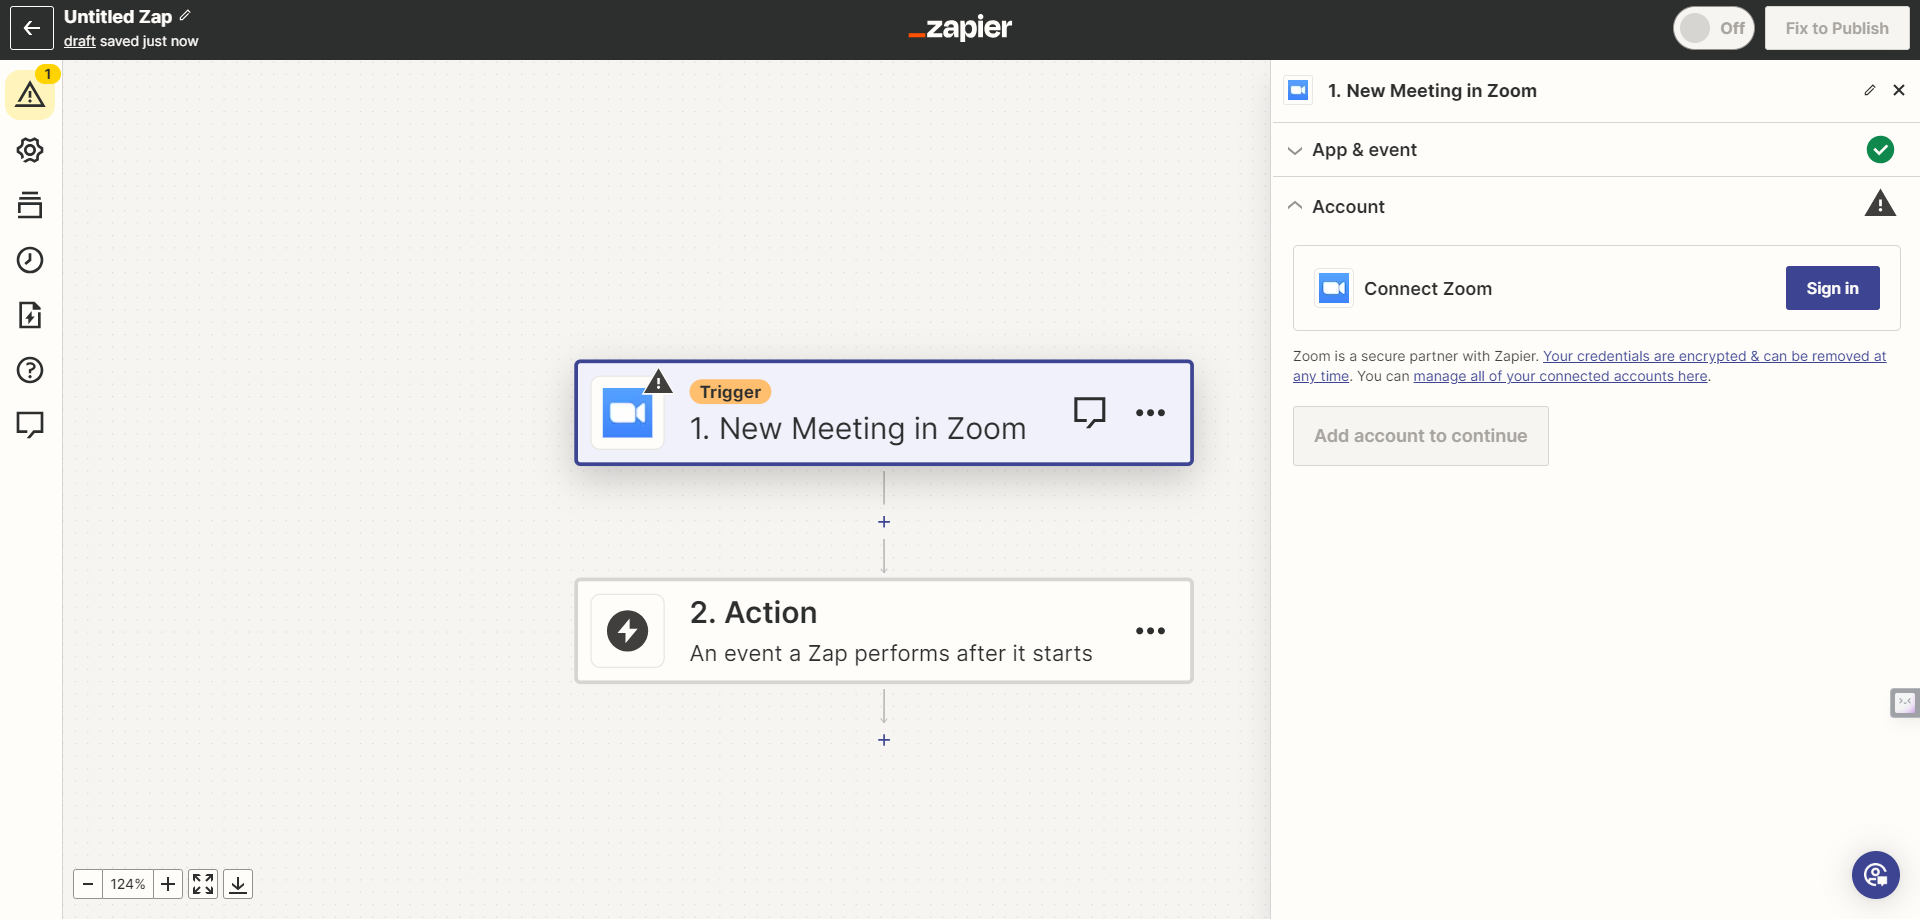 Untitled Zap
draft saved just now
zapier
Off
Fix to Publish
1
1. New Meeting in Zoom
App & event
Account
Connect Zoom
Sign in
Zoom is a secure partner with Zapier. Your credentials are encrypted & can be removed at
any time. You can manage all of your connected accounts here.
Add account to continue
Trigger
1. New Meeting in Zoom
2. Action
An event a Zap performs after it starts
124%